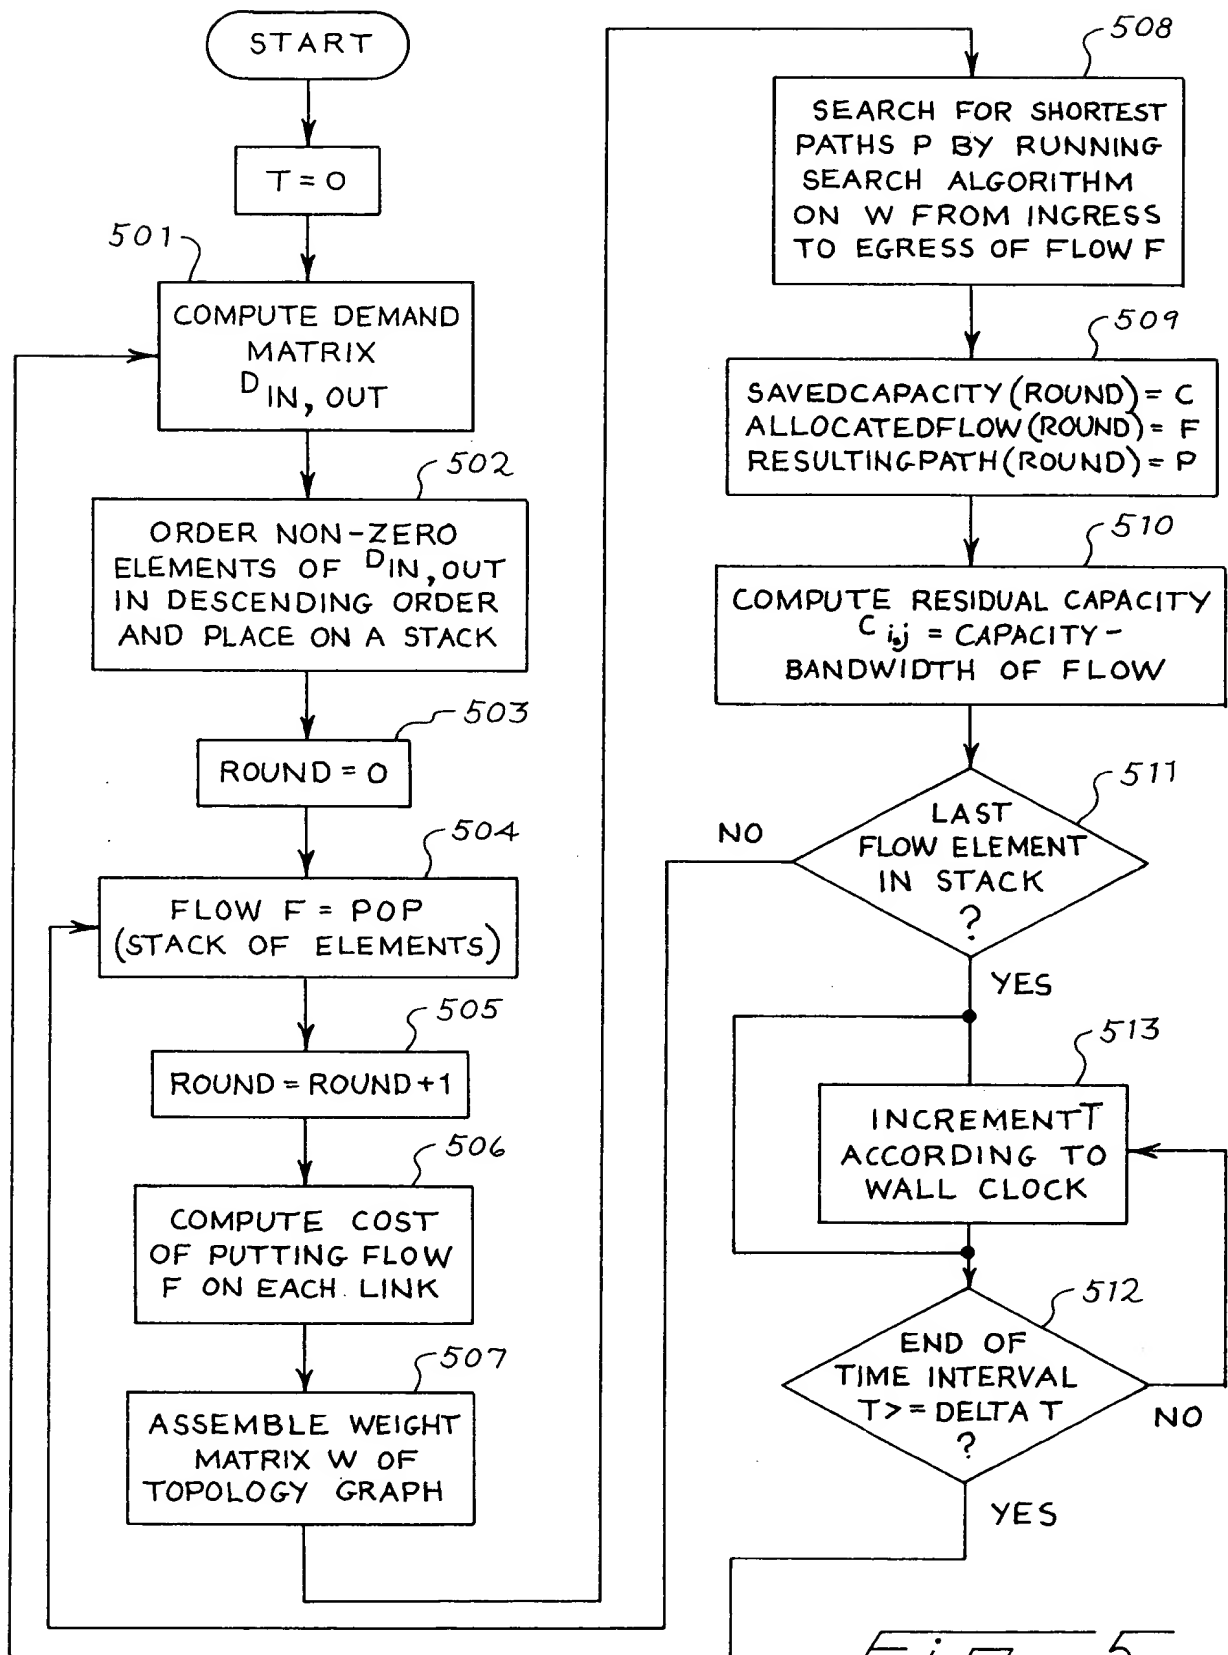 START
T = 0
501
COMPUTE DEMAND
MATRIX
D IN, OUT
502
ORDER NON-ZERO
ELEMENTS OF D IN, OUT
IN DESCENDING ORDER
AND PLACE ON A STACK
503
ROUND = 0
504
FLOW F = POP
(STACK OF ELEMENTS)
505
ROUND = ROUND+1
506
COMPUTE COST
OF PUTTING FLOW
F ON EACH LINK
507
ASSEMBLE WEIGHT
MATRIX W OF
TOPOLOGY GRAPH
508
SEARCH FOR SHORTEST
PATHS P BY RUNNING
SEARCH ALGORITHM
ON W FROM INGRESS
TO EGRESS OF FLOW F
509
SAVEDCAPACITY (ROUND) = C
ALLOCATEDFLOW (ROUND) = F
RESULTINGPATH (ROUND) = P
510
COMPUTE RESIDUAL CAPACITY
C i,j = CAPACITY -
BANDWIDTH OF FLOW
511
LAST
FLOW ELEMENT
IN STACK
?
NO
YES
513
INCREMENT T
ACCORDING TO
WALL CLOCK
512
END OF
TIME INTERVAL
T > = DELTA T
?
NO
YES
Fig. 5